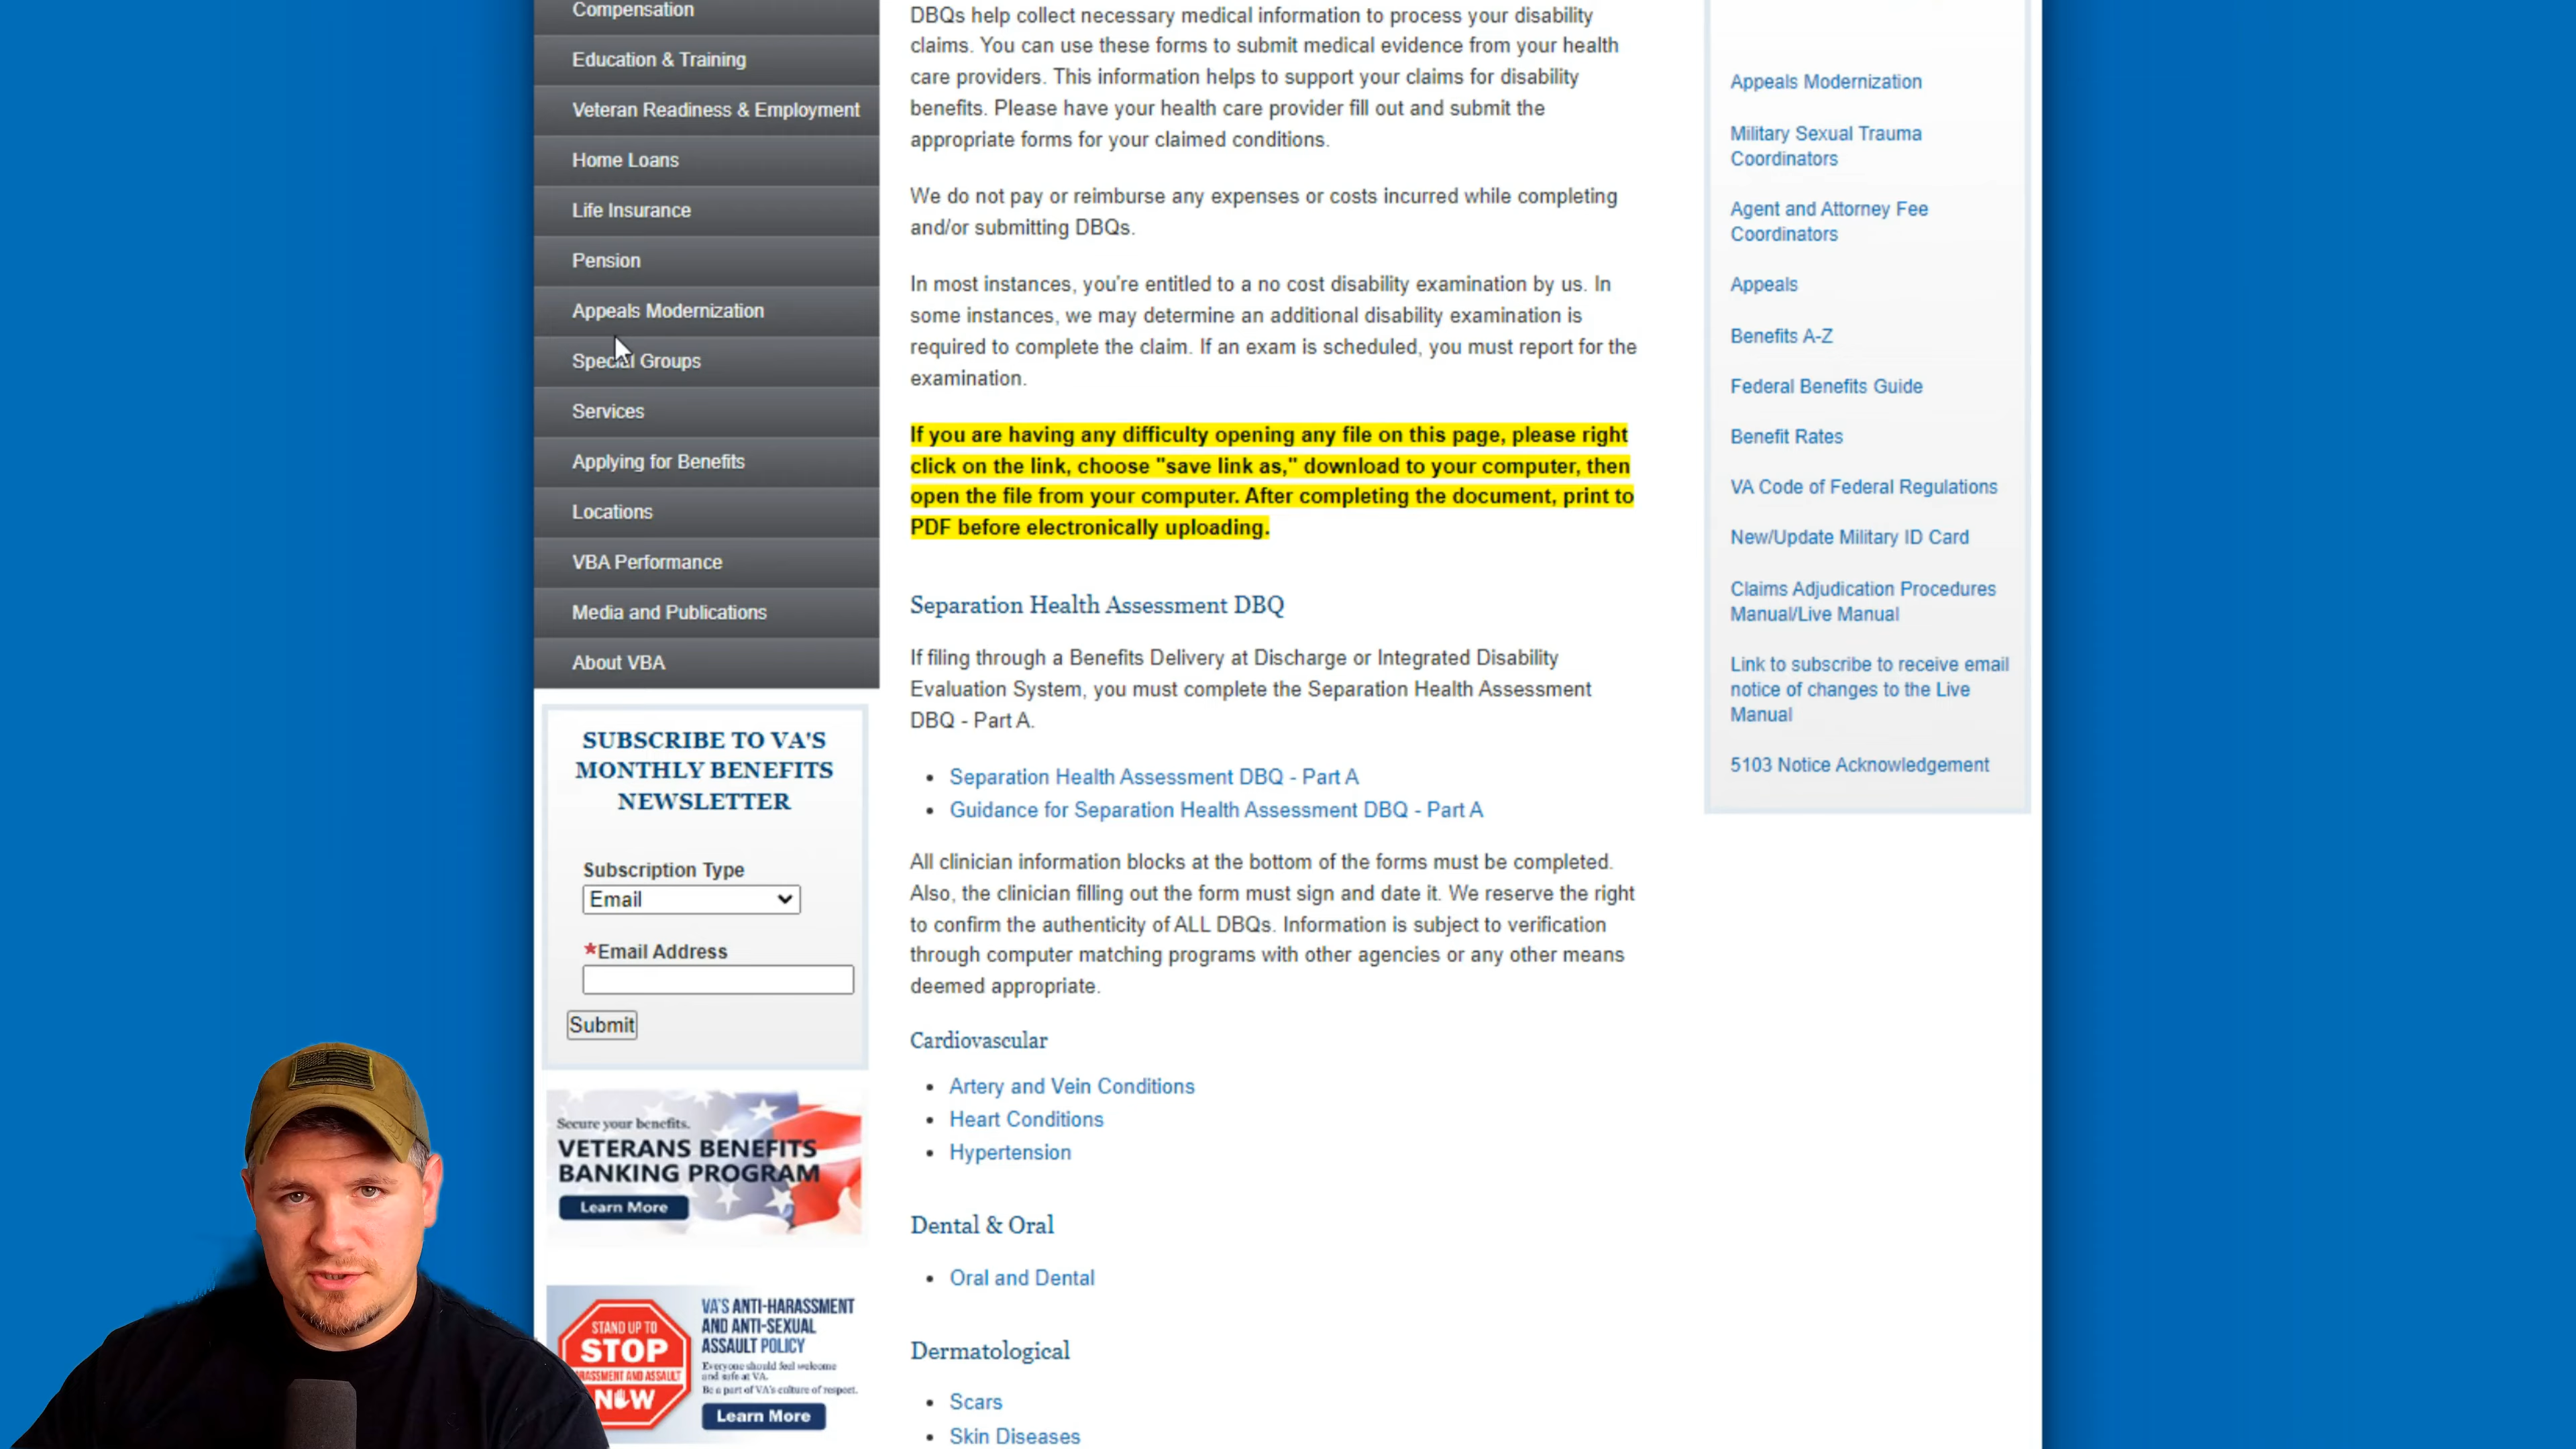 Compensation
Education & Training
Veteran Readiness & Employment
Home Loans
Life Insurance
Pension
Appeals Modernization
Special Groups
Services
Applying for Benefits
Locations
VBA Performance
Media and Publications
About VBA
SUBSCRIBE TO VA'S
MONTHLY BENEFITS
NEWSLETTER
Subscription Type
Email
*Email Address
Submit
Secure your benefits.
VETERANS BENEFITS
BANKING PROGRAM
Learn More
STAND UP TO
STOP
HARASSMENT AND ASSAULT
NOW
VA'S ANTI-HARASSMENT
AND ANTI-SEXUAL
ASSAULT POLICY
Everyone should feel welcome
and safe at VA.
Be a part of VA's culture of respect.
Learn More
DBQs help collect necessary medical information to process your disability
claims. You can use these forms to submit medical evidence from your health
care providers. This information helps to support your claims for disability
benefits. Please have your health care provider fill out and submit the
appropriate forms for your claimed conditions.
We do not pay or reimburse any expenses or costs incurred while completing
and/or submitting DBQs.
In most instances, you're entitled to a no cost disability examination by us. In
some instances, we may determine an additional disability examination is
required to complete the claim. If an exam is scheduled, you must report for the
examination.
If you are having any difficulty opening any file on this page, please right
click on the link, choose "save link as," download to your computer, then
open the file from your computer. After completing the document, print to
PDF before electronically uploading.
Separation Health Assessment DBQ
If filing through a Benefits Delivery at Discharge or Integrated Disability
Evaluation System, you must complete the Separation Health Assessment
DBQ - Part A.
• Separation Health Assessment DBQ - Part A
• Guidance for Separation Health Assessment DBQ - Part A
All clinician information blocks at the bottom of the forms must be completed.
Also, the clinician filling out the form must sign and date it. We reserve the right
to confirm the authenticity of ALL DBQs. Information is subject to verification
through computer matching programs with other agencies or any other means
deemed appropriate.
Cardiovascular
• Artery and Vein Conditions
• Heart Conditions
• Hypertension
Dental & Oral
• Oral and Dental
Dermatological
• Scars
• Skin Diseases
Appeals Modernization
Military Sexual Trauma
Coordinators
Agent and Attorney Fee
Coordinators
Appeals
Benefits A-Z
Federal Benefits Guide
Benefit Rates
VA Code of Federal Regulations
New/Update Military ID Card
Claims Adjudication Procedures
Manual/Live Manual
Link to subscribe to receive email
notice of changes to the Live
Manual
5103 Notice Acknowledgement